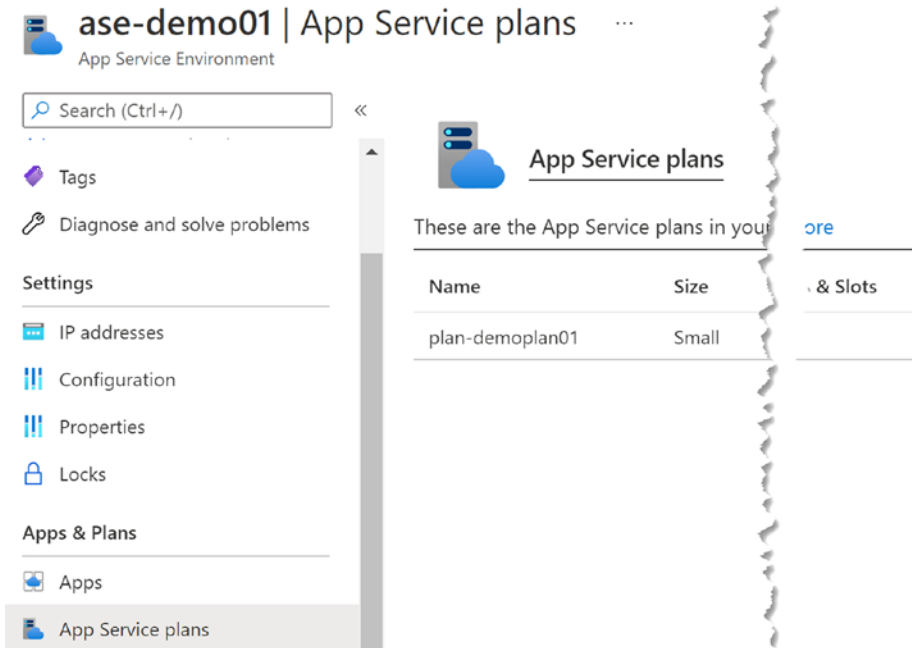 ase-demo01 | App Service plans ...
App Service Environment
Search (Ctrl+/)
«
Tags
Diagnose and solve problems
Settings
IP addresses
Configuration
Properties
Locks
Apps & Plans
Apps
App Service plans
App Service plans
These are the App Service plans in your
Name Size & Slots
plan-demoplan01 Small